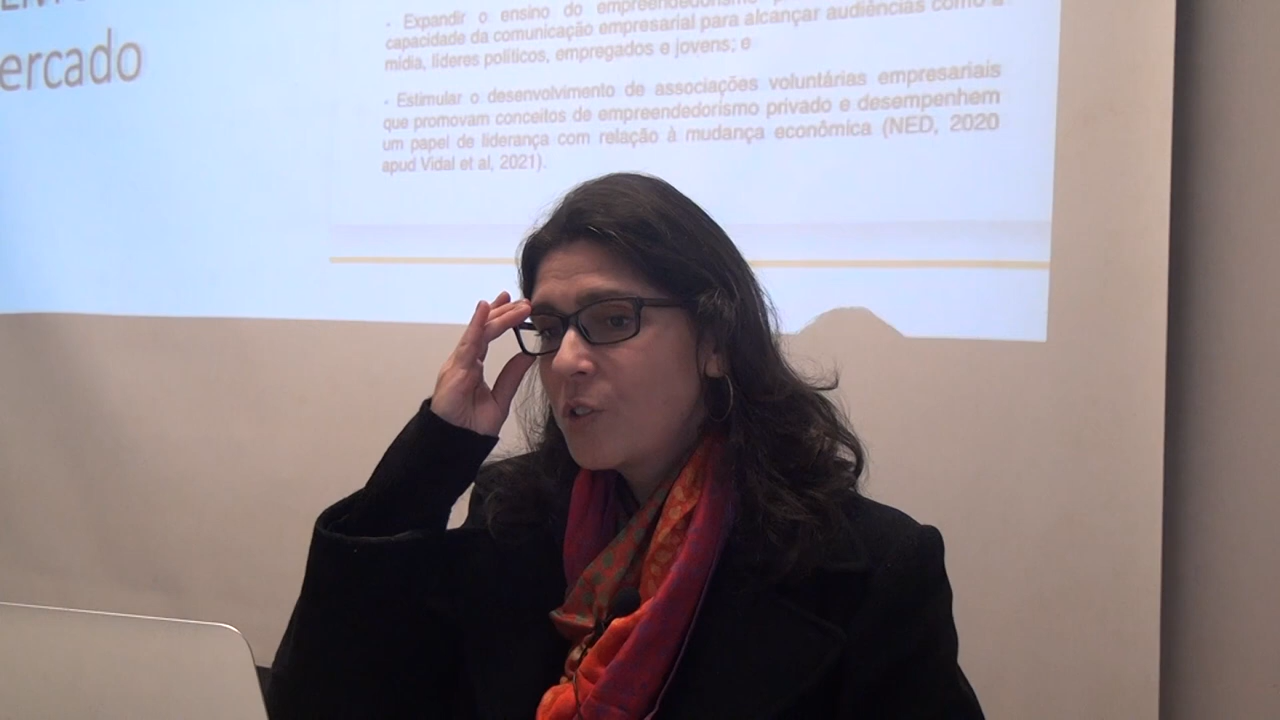 ercado
- Expandir o ensino do empreendedorismo
capacidade da comunicação empresarial para alcançar audiências como a
mídia, líderes políticos, empregados e jovens; e
- Estimular o desenvolvimento de associações voluntárias empresariais
que promovam conceitos de empreendedorismo privado e desempenhem
um papel de liderança com relação à mudança econômica (NED, 2020
apud Vidal et al, 2021).